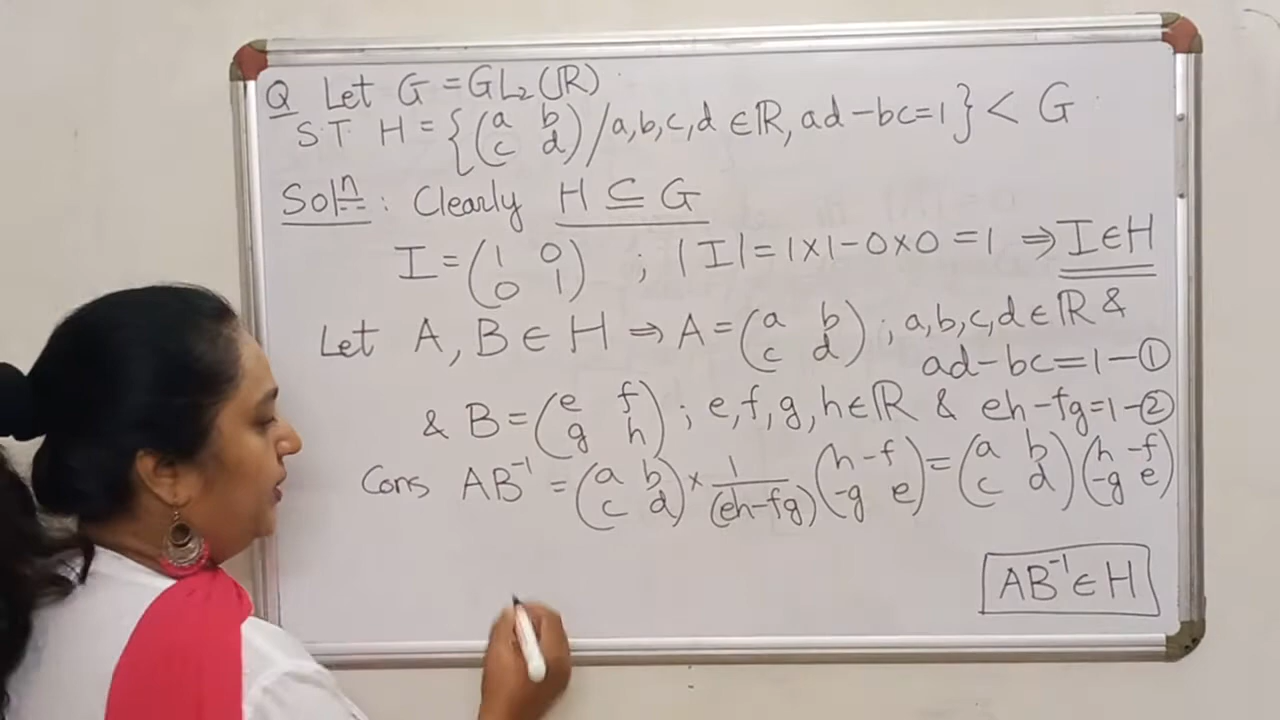 Q Let G = GL₂(ℝ)
S.T H = {(a b / c d) / a, b, c, d ∈ ℝ, ad - bc = 1} < G
Solⁿ: Clearly H ⊆ G
I = (1 0 / 0 1) ; |I| = 1×1 - 0×0 = 1 ⇒ I ∈ H
Let A, B ∈ H ⇒ A = (a b / c d) ; a, b, c, d ∈ ℝ &
ad - bc = 1 - ①
& B = (e f / g h) ; e, f, g, h ∈ ℝ & eh - fg = 1 - ②
Cons AB⁻¹ = (a b / c d) × 1/(eh - fg) (h -f / -g e) = (a b / c d) (h -f / -g e)
AB⁻¹ ∈ H